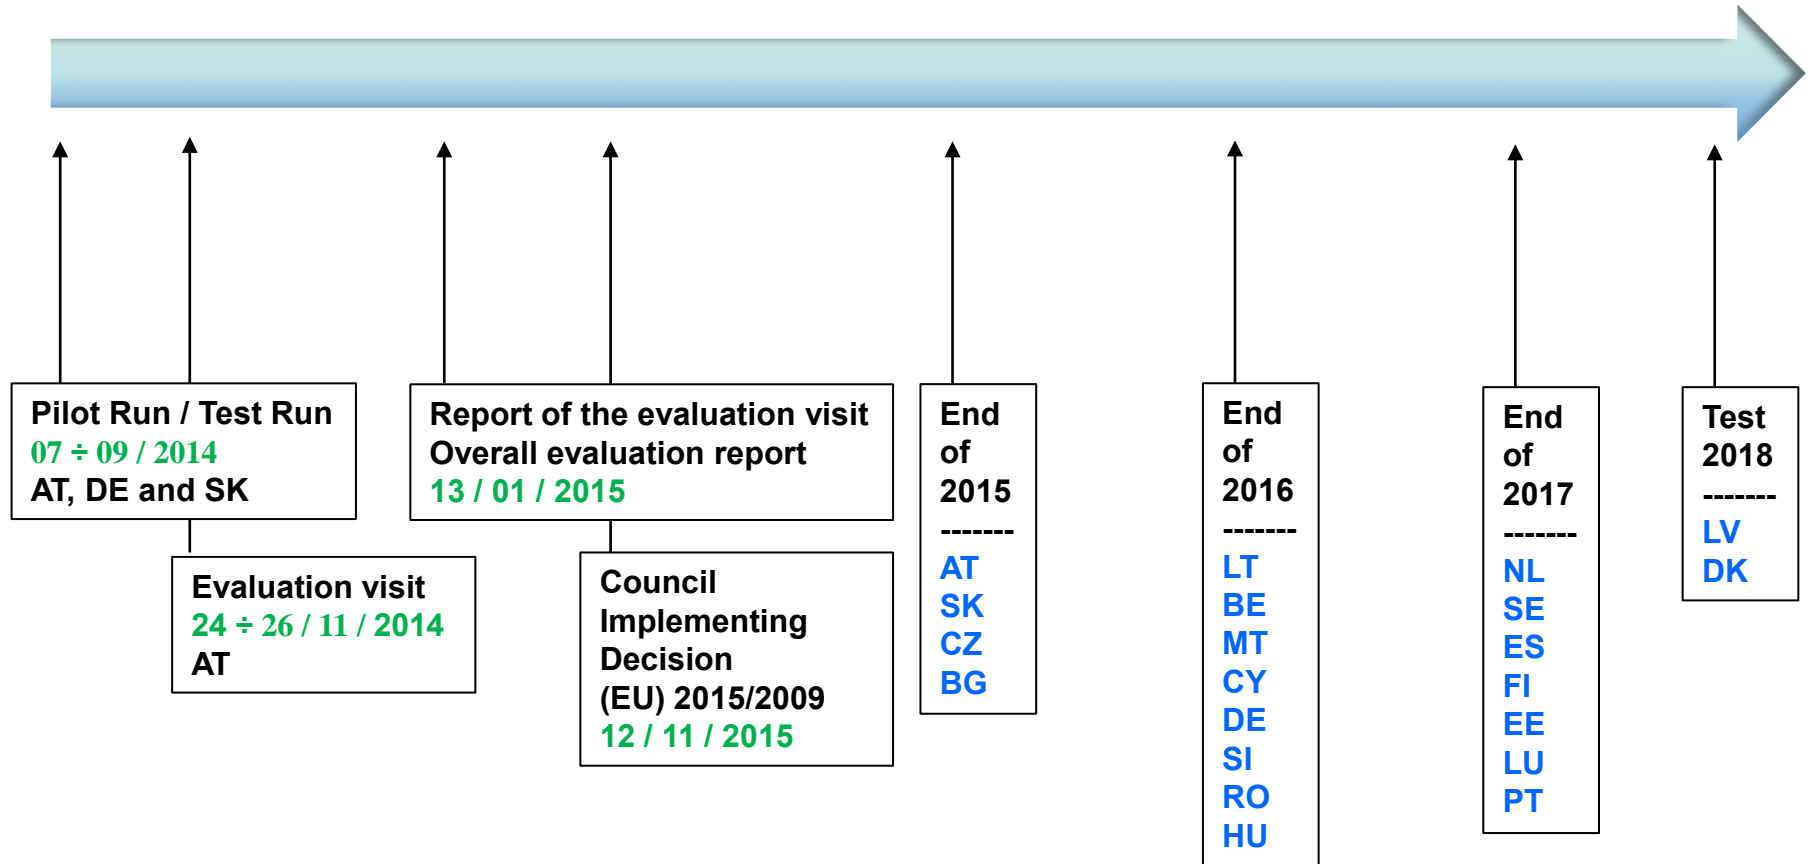 Pilot Run / Test Run
07 ÷ 09 / 2014
AT, DE and SK
Evaluation visit
24 ÷ 26 / 11 / 2014
AT
Report of the evaluation visit
Overall evaluation report
13 / 01 / 2015
Council
Implementing
Decision
(EU) 2015/2009
12 / 11 / 2015
End
of
2015
-------
AT
SK
CZ
BG
End
of
2016
-------
LT
BE
MT
CY
DE
SI
RO
HU
End
of
2017
-------
NL
SE
ES
FI
EE
LU
PT
Test
2018
-------
LV
DK